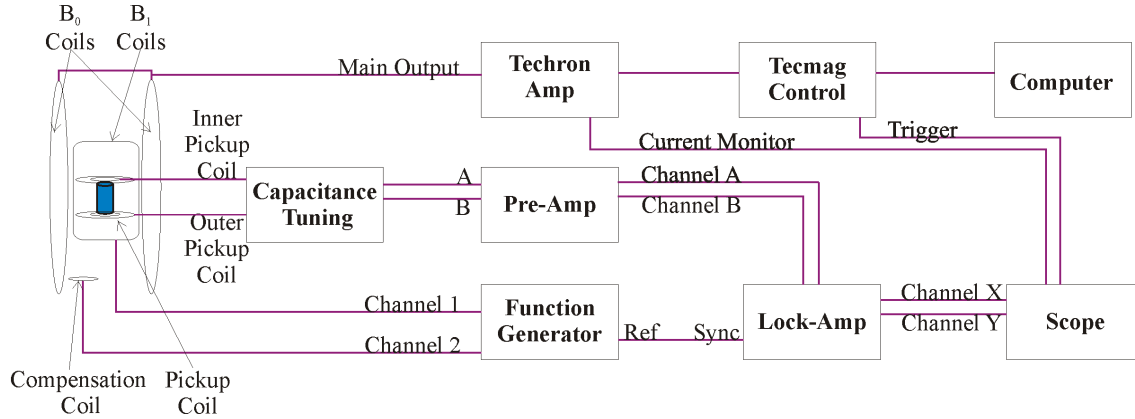 B₀
Coils
B₁
Coils
Main Output
Techron
Amp
Tecmag
Control
Computer
Inner
Pickup
Coil
Current Monitor
Trigger
Capacitance
Tuning
A
B
Pre-Amp
Channel A
Channel B
Outer
Pickup
Coil
Channel 1
Channel 2
Function
Generator
Ref
Sync
Lock-Amp
Channel X
Channel Y
Scope
Compensation
Coil
Pickup
Coil